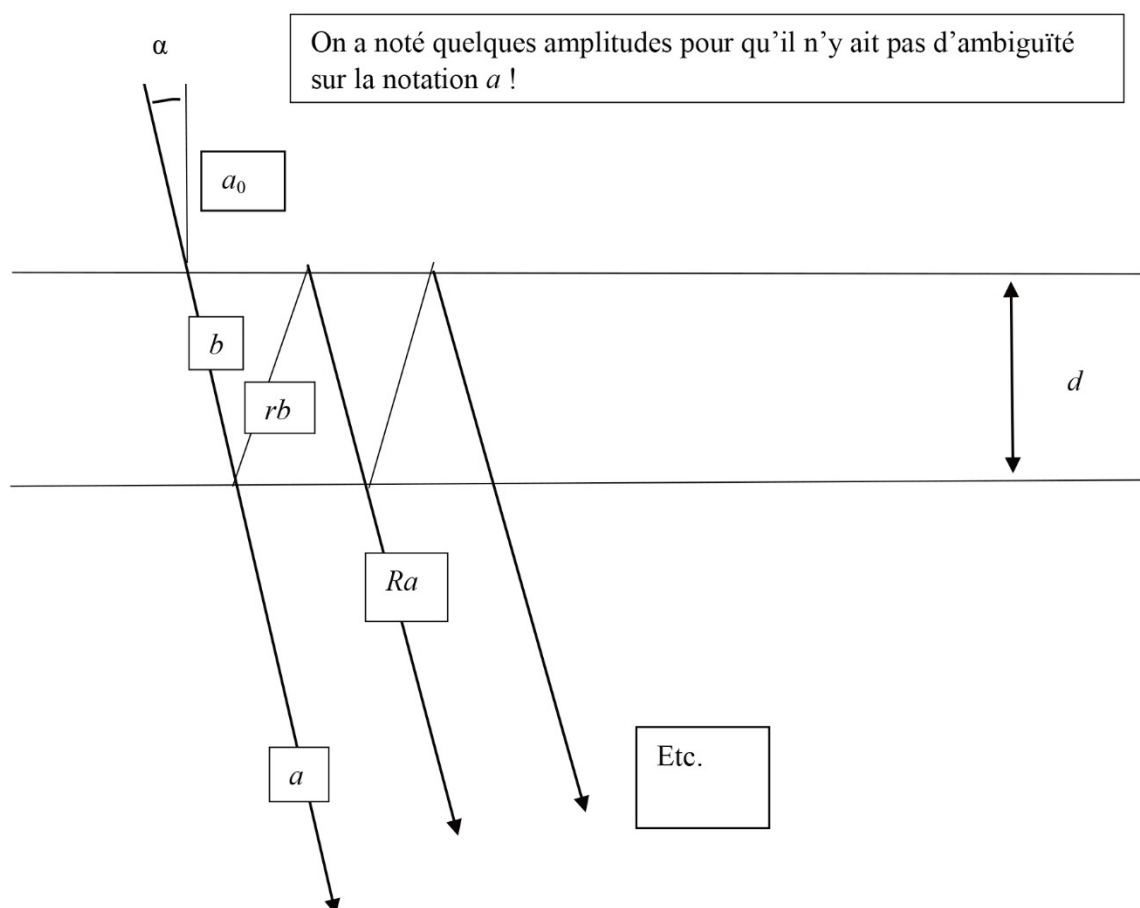 α
On a noté quelques amplitudes pour qu’il n’y ait pas d’ambiguïté
sur la notation a !
a₀
b
rb
d
Ra
a
Etc.